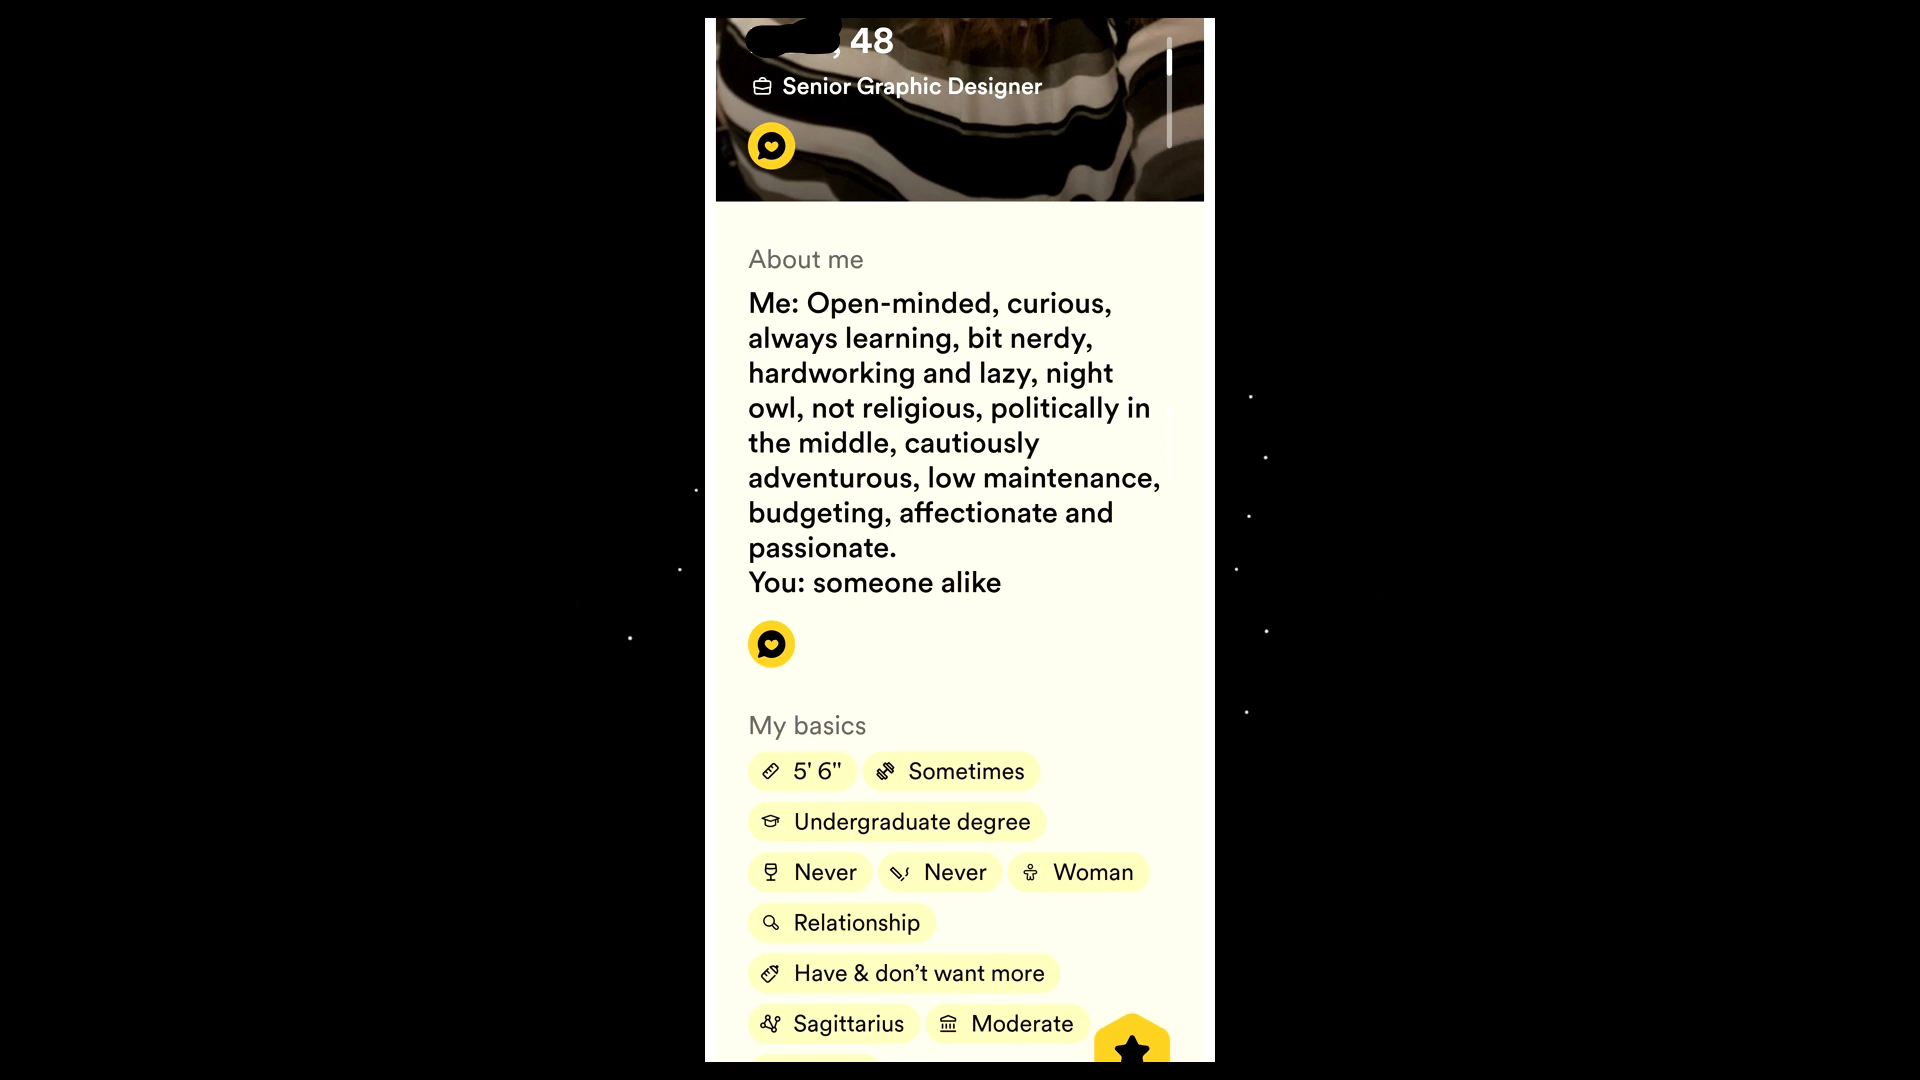 , 48
Senior Graphic Designer
About me
Me: Open-minded, curious,
always learning, bit nerdy,
hardworking and lazy, night
owl, not religious, politically in
the middle, cautiously
adventurous, low maintenance,
budgeting, affectionate and
passionate.
You: someone alike
My basics
5' 6" Sometimes
Undergraduate degree
Never Never Woman
Relationship
Have & don’t want more
Sagittarius Moderate